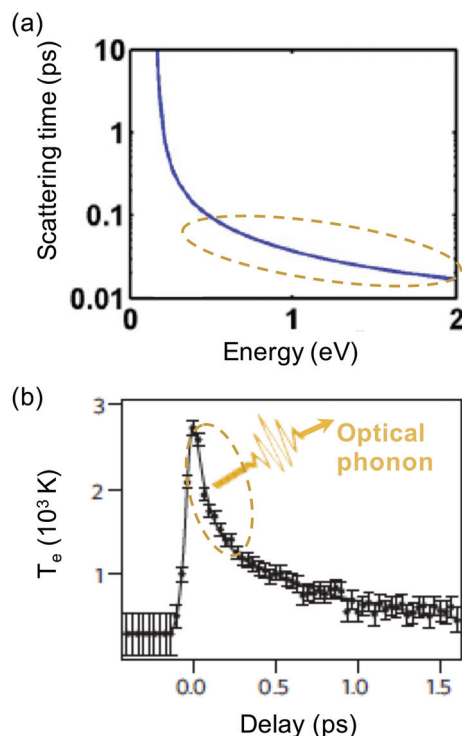 (a)
Scattering time (ps)
10
1
0.1
0.01
0
1
2
Energy (eV)
(b)
Tₑ (10³ K)
3
2
1
Optical
phonon
0.0
0.5
1.0
1.5
Delay (ps)